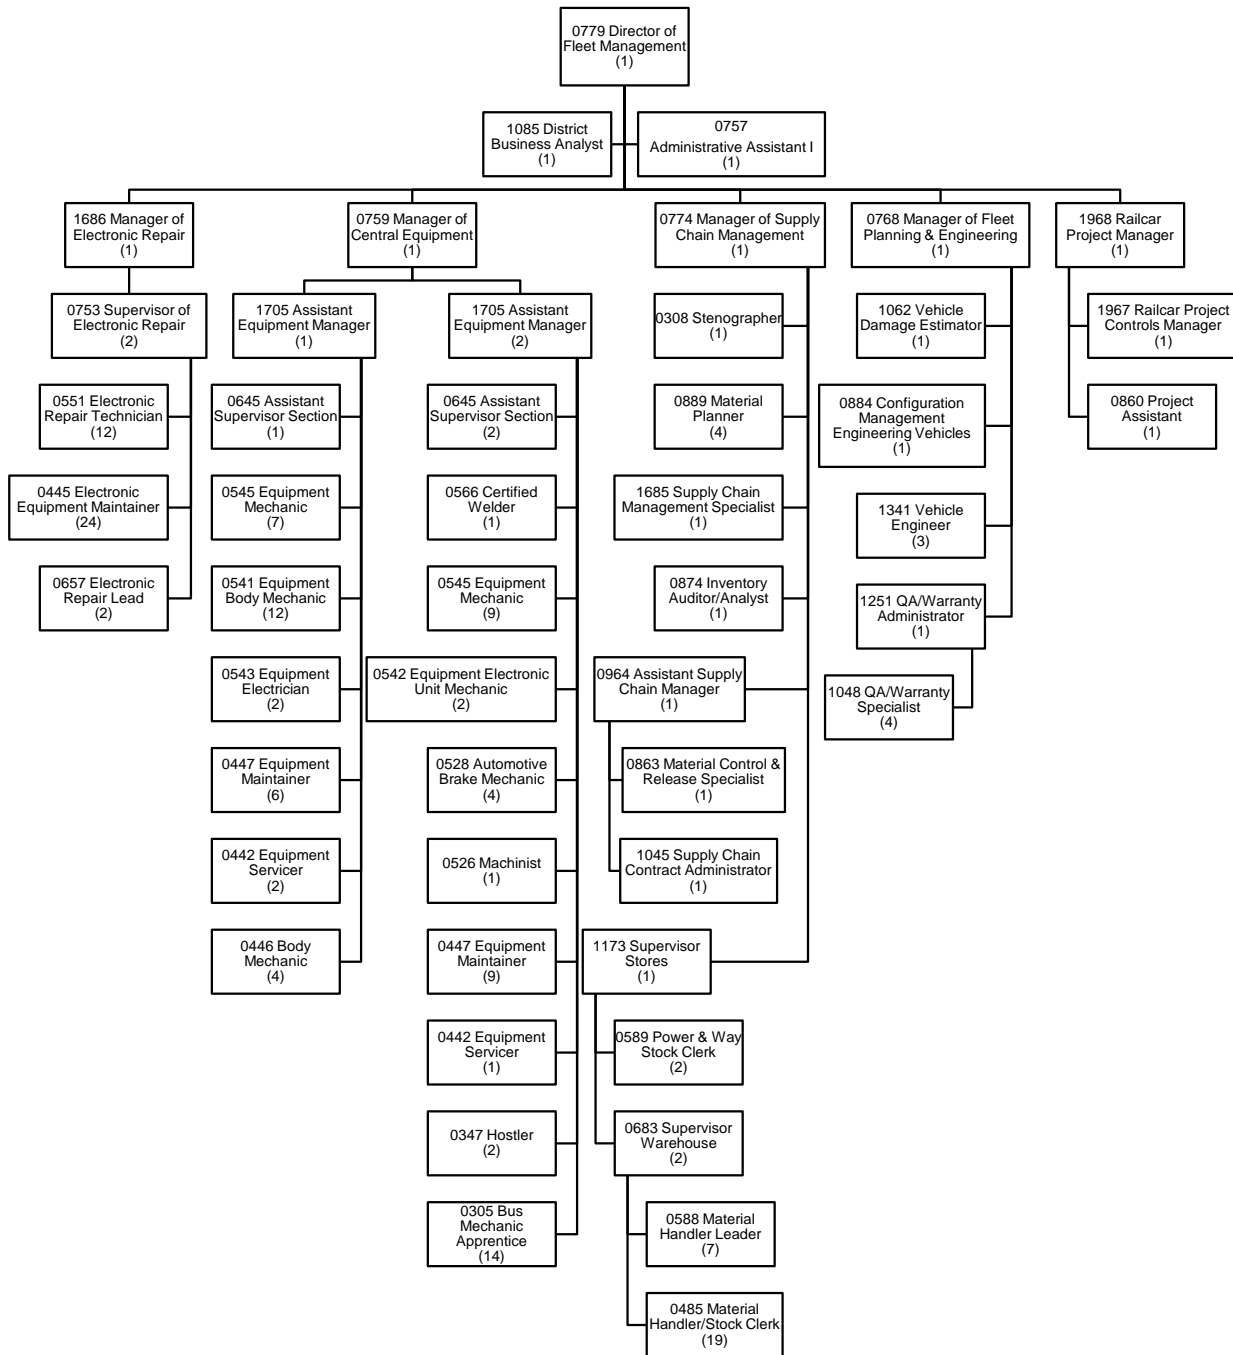 0779 Director of
Fleet Management
(1)
1085 District
Business Analyst
(1)
0757
Administrative Assistant I
(1)
1686 Manager of
Electronic Repair
(1)
0759 Manager of
Central Equipment
(1)
0774 Manager of Supply
Chain Management
(1)
0768 Manager of Fleet
Planning & Engineering
(1)
1968 Railcar
Project Manager
(1)
0753 Supervisor of
Electronic Repair
(2)
1705 Assistant
Equipment Manager
(1)
1705 Assistant
Equipment Manager
(2)
0308 Stenographer
(1)
1062 Vehicle
Damage Estimator
(1)
1967 Railcar Project
Controls Manager
(1)
0551 Electronic
Repair Technician
(12)
0645 Assistant
Supervisor Section
(1)
0645 Assistant
Supervisor Section
(2)
0889 Material
Planner
(4)
0884 Configuration
Management
Engineering Vehicles
(1)
0860 Project
Assistant
(1)
0445 Electronic
Equipment Maintainer
(24)
0545 Equipment
Mechanic
(7)
0566 Certified
Welder
(1)
1685 Supply Chain
Management Specialist
(1)
1341 Vehicle
Engineer
(3)
0657 Electronic
Repair Lead
(2)
0541 Equipment
Body Mechanic
(12)
0545 Equipment
Mechanic
(9)
0874 Inventory
Auditor/Analyst
(1)
1251 QA/Warranty
Administrator
(1)
0543 Equipment
Electrician
(2)
0542 Equipment Electronic
Unit Mechanic
(2)
0964 Assistant Supply
Chain Manager
(1)
1048 QA/Warranty
Specialist
(4)
0447 Equipment
Maintainer
(6)
0528 Automotive
Brake Mechanic
(4)
0863 Material Control &
Release Specialist
(1)
0442 Equipment
Servicer
(2)
0526 Machinist
(1)
1045 Supply Chain
Contract Administrator
(1)
0446 Body
Mechanic
(4)
0447 Equipment
Maintainer
(9)
1173 Supervisor
Stores
(1)
0442 Equipment
Servicer
(1)
0589 Power & Way
Stock Clerk
(2)
0347 Hostler
(2)
0683 Supervisor
Warehouse
(2)
0305 Bus
Mechanic
Apprentice
(14)
0588 Material
Handler Leader
(7)
0485 Material
Handler/Stock Clerk
(19)